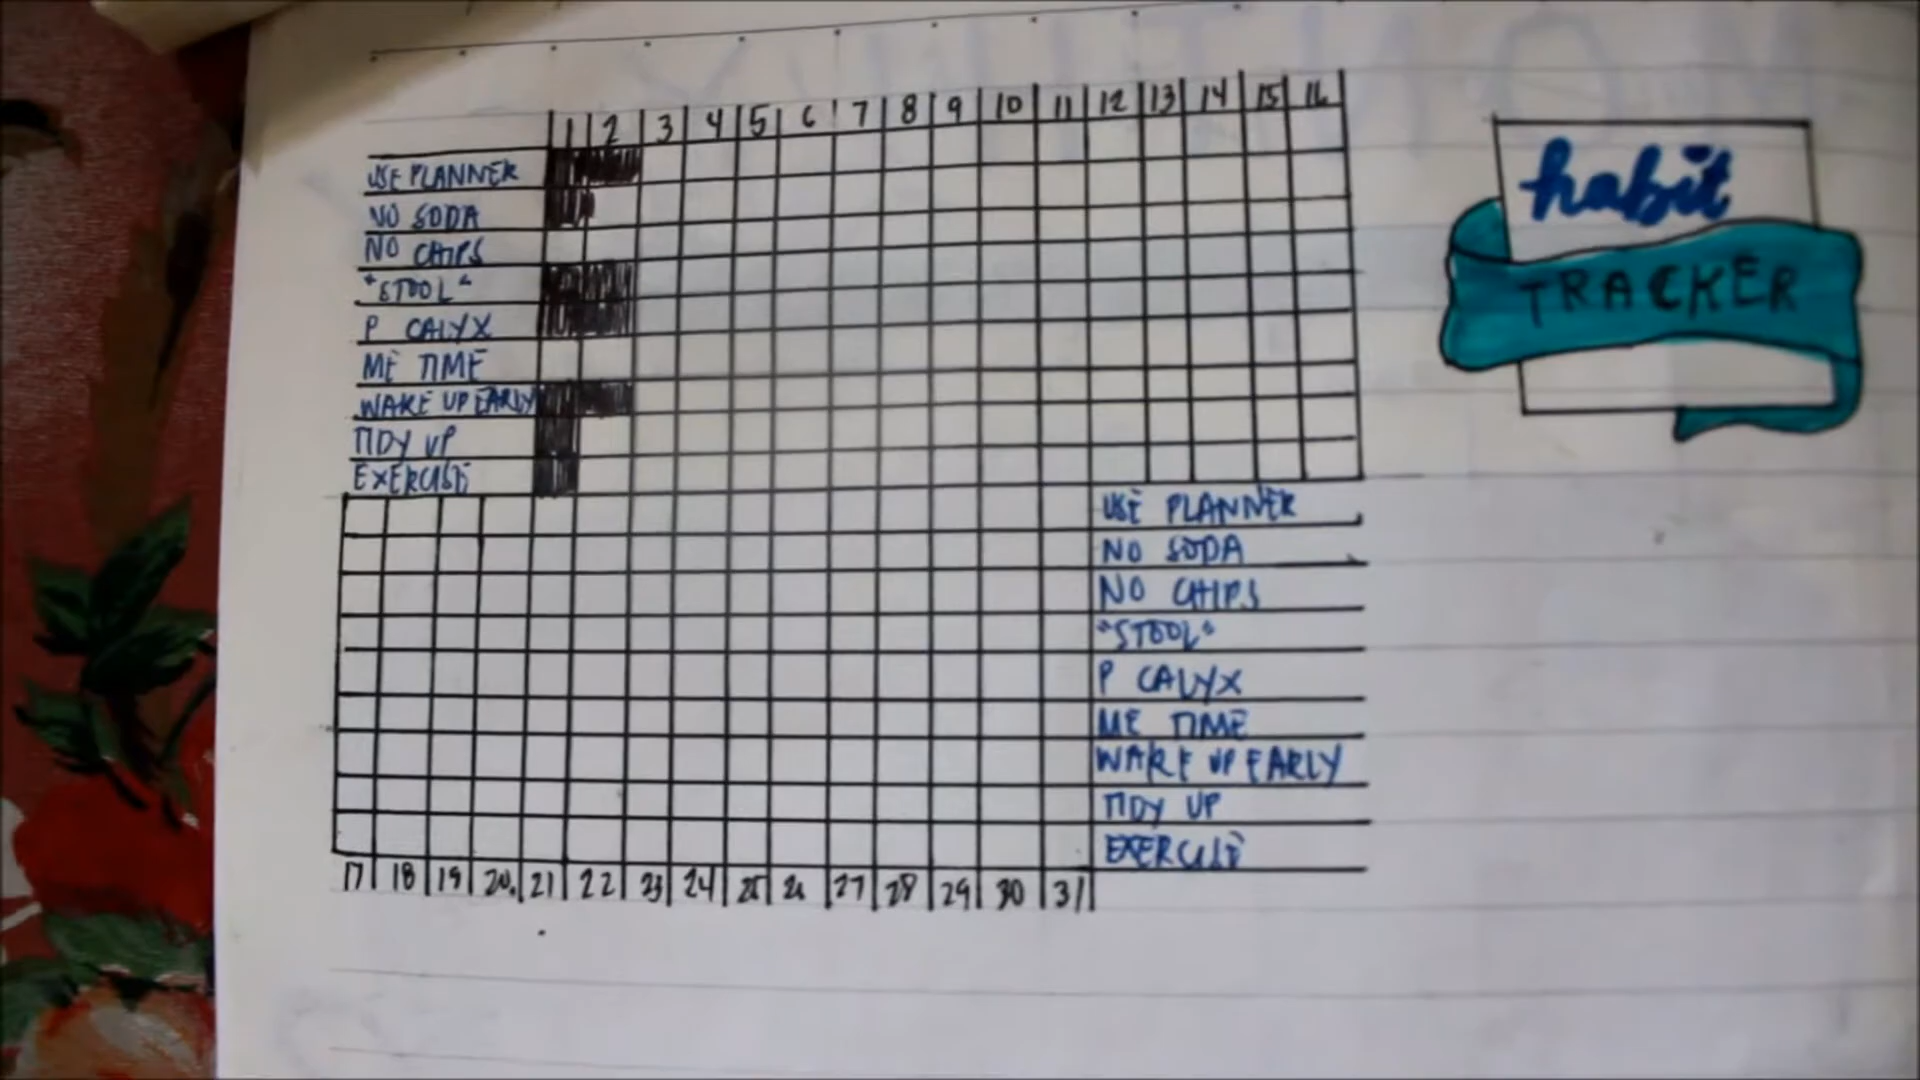 1 2 3 4 5 6 7 8 9 10 11 12 13 14 15 16
USE PLANNER
NO SODA
NO CHIPS
"STOOL"
P CALYX
ME TIME
WAKE UP EARLY
TIDY UP
EXERCISE
habit
TRACKER
USE PLANNER
NO SODA
NO CHIPS
"STOOL"
P CALYX
ME TIME
WAKE UP EARLY
TIDY UP
EXERCISE
17 18 19 20 21 22 23 24 25 26 27 28 29 30 31